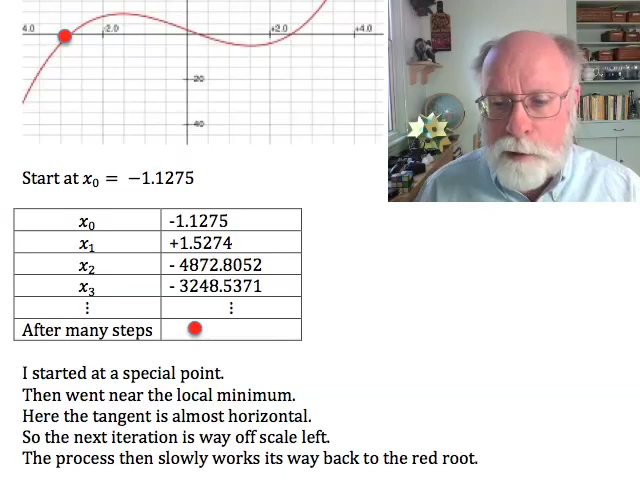 4.0
-2.0
+2.0
+4.0
-20
-40
Start at x₀ = −1.1275
x₀ -1.1275
x₁ +1.5274
x₂ - 4872.8052
x₃ - 3248.5371
⋮ ⋮
After many steps
I started at a special point.
Then went near the local minimum.
Here the tangent is almost horizontal.
So the next iteration is way off scale left.
The process then slowly works its way back to the red root.